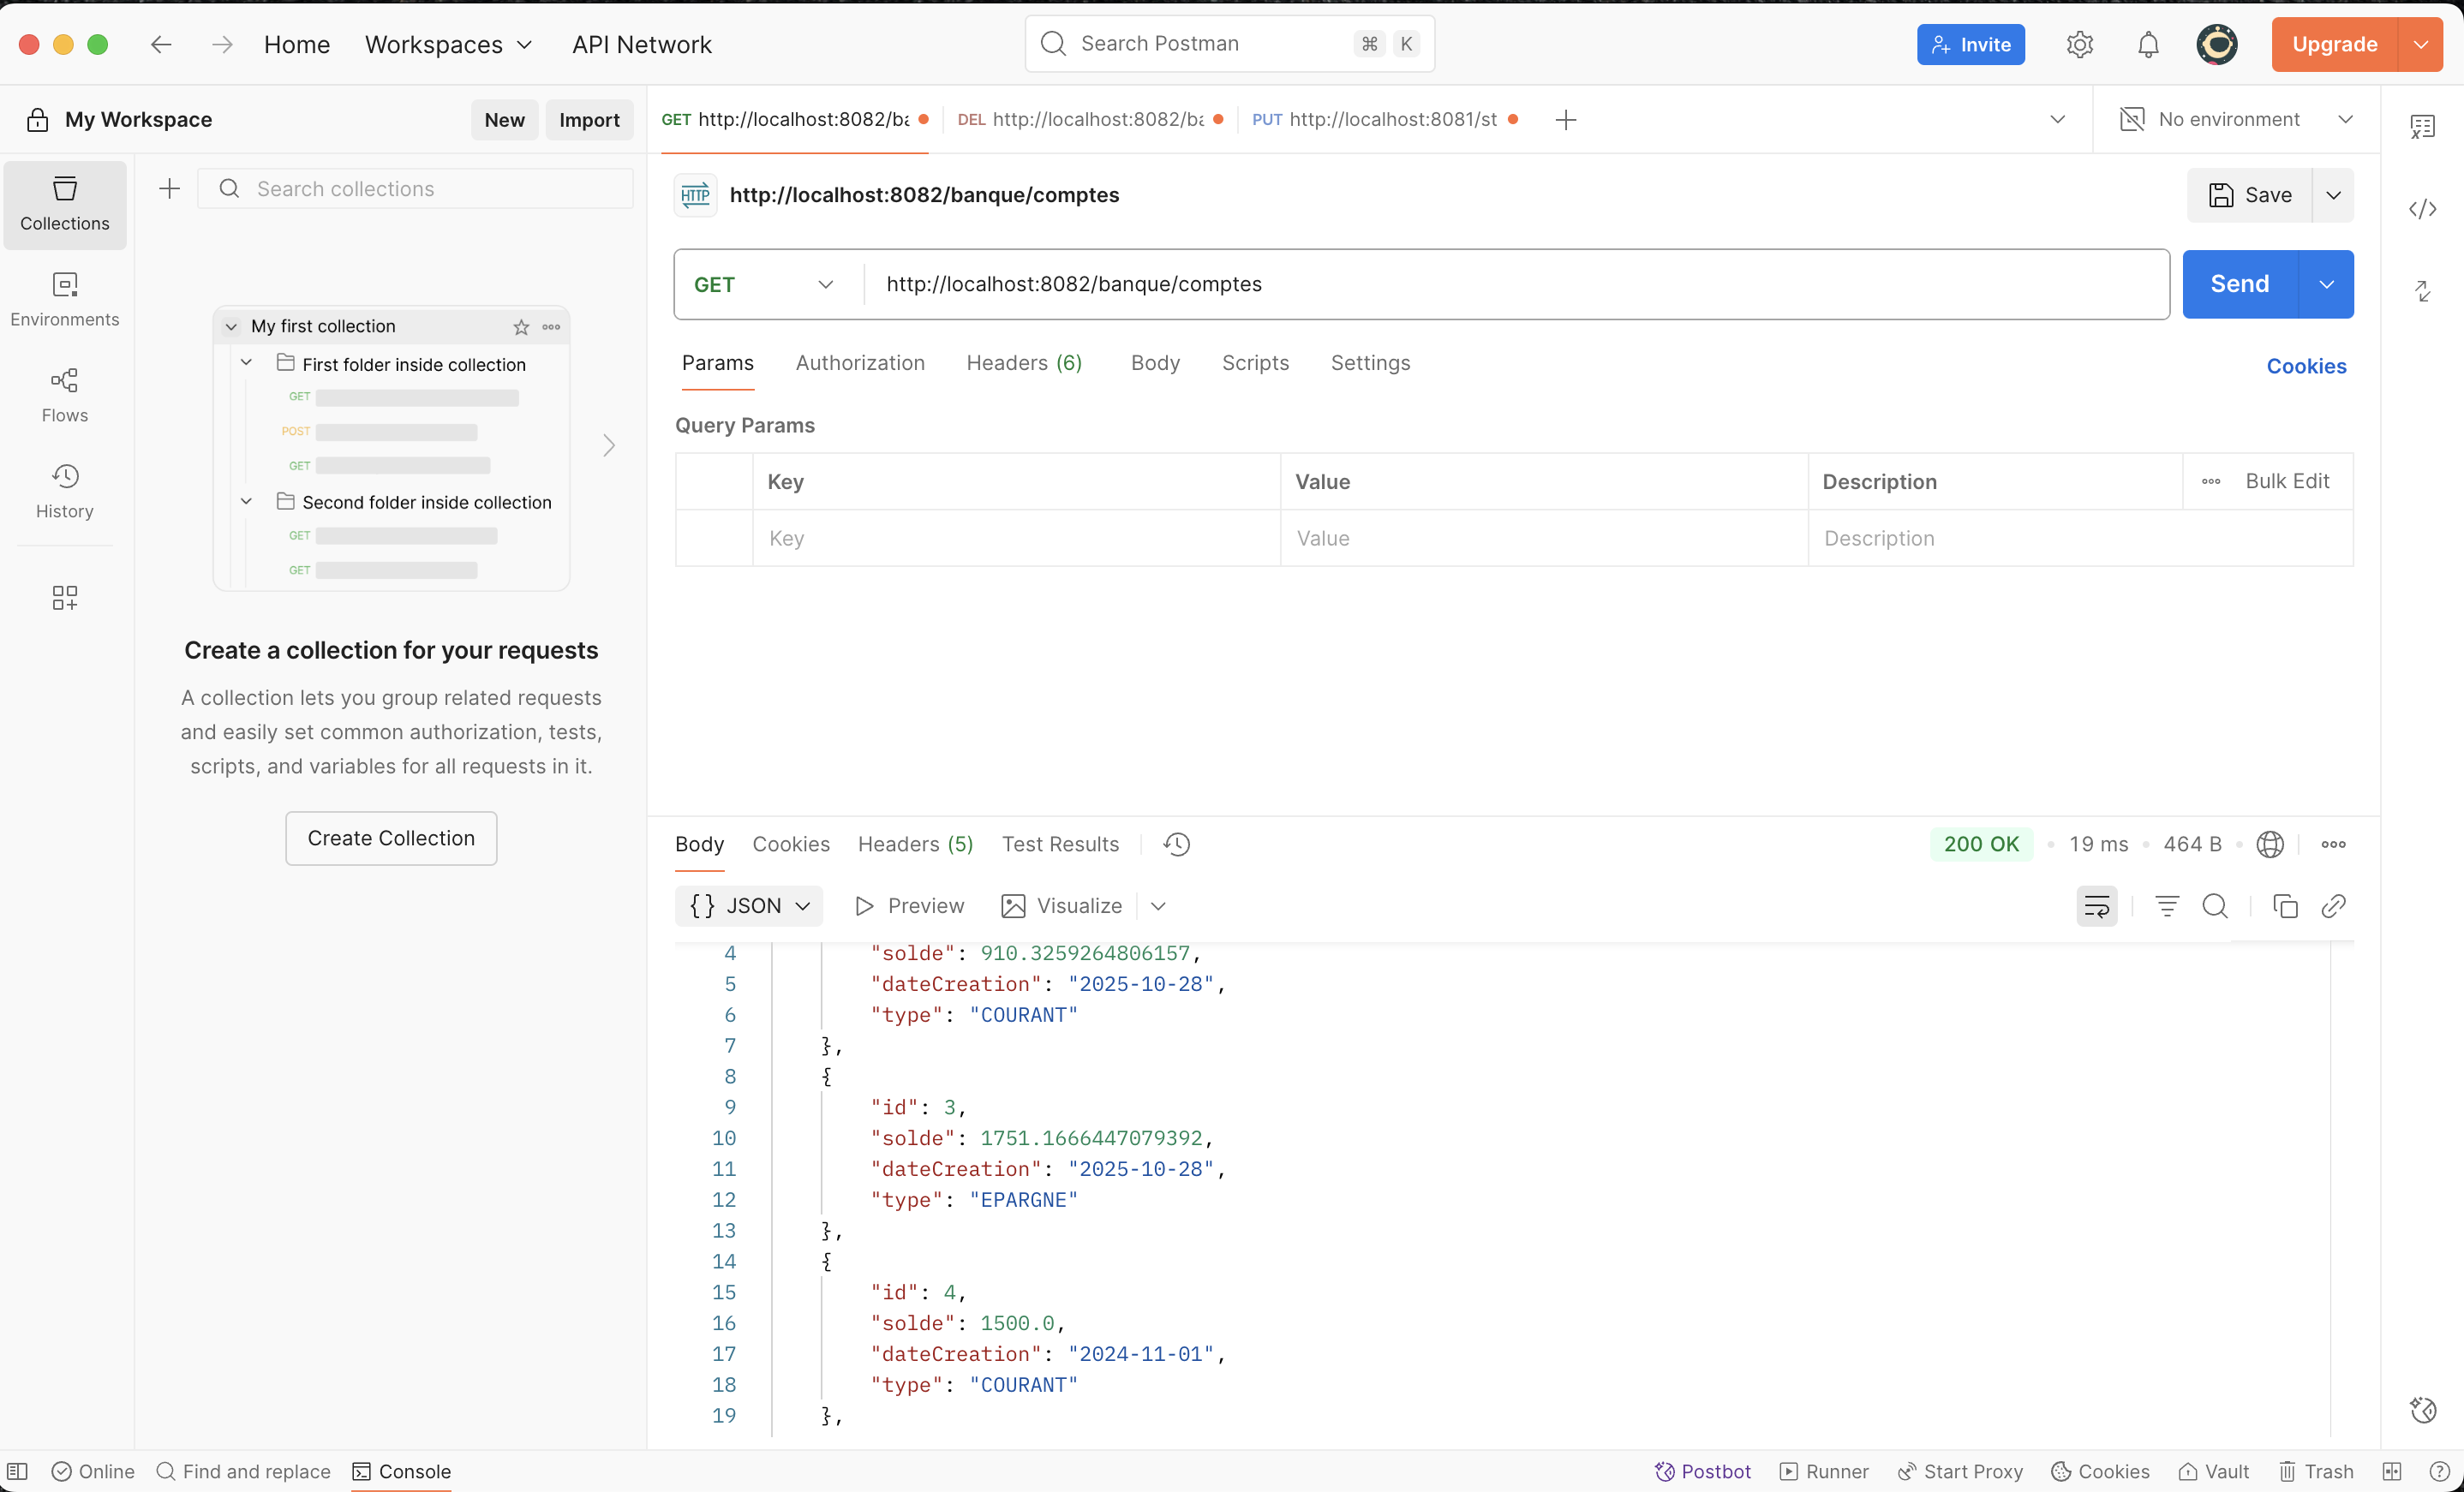 Home Workspaces API Network
Search Postman ⌘ K
Invite
Upgrade
My Workspace New Import
GET http://localhost:8082/ba
DEL http://localhost:8082/ba
PUT http://localhost:8081/st
No environment
Collections
Environments
Flows
History
Search collections
My first collection
First folder inside collection
GET
POST
GET
Second folder inside collection
GET
GET
Create a collection for your requests
A collection lets you group related requests
and easily set common authorization, tests,
scripts, and variables for all requests in it.
Create Collection
HTTP http://localhost:8082/banque/comptes
Save
GET http://localhost:8082/banque/comptes
Send
Params Authorization Headers (6) Body Scripts Settings
Cookies
Query Params
Key Value Description Bulk Edit
Key Value Description
Body Cookies Headers (5) Test Results
200 OK • 19 ms • 464 B
{ } JSON Preview Visualize
4 "solde": 910.3259264806157,
5 "dateCreation": "2025-10-28",
6 "type": "COURANT"
7 },
8 {
9 "id": 3,
10 "solde": 1751.1666447079392,
11 "dateCreation": "2025-10-28",
12 "type": "EPARGNE"
13 },
14 {
15 "id": 4,
16 "solde": 1500.0,
17 "dateCreation": "2024-11-01",
18 "type": "COURANT"
19 },
Online Find and replace Console
Postbot Runner Start Proxy Cookies Vault Trash